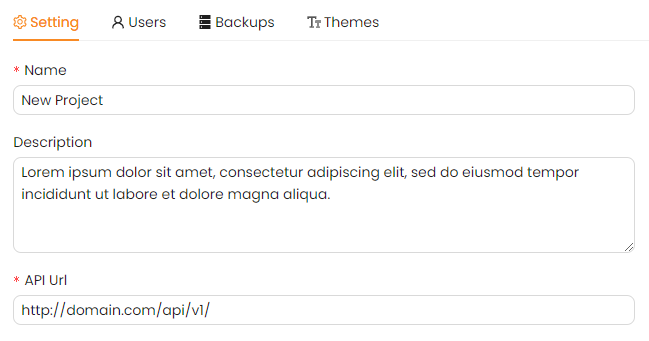 Setting Users Backups Themes
* Name
New Project
Description
Lorem ipsum dolor sit amet, consectetur adipiscing elit, sed do eiusmod tempor
incididunt ut labore et dolore magna aliqua.
* API Url
http://domain.com/api/v1/